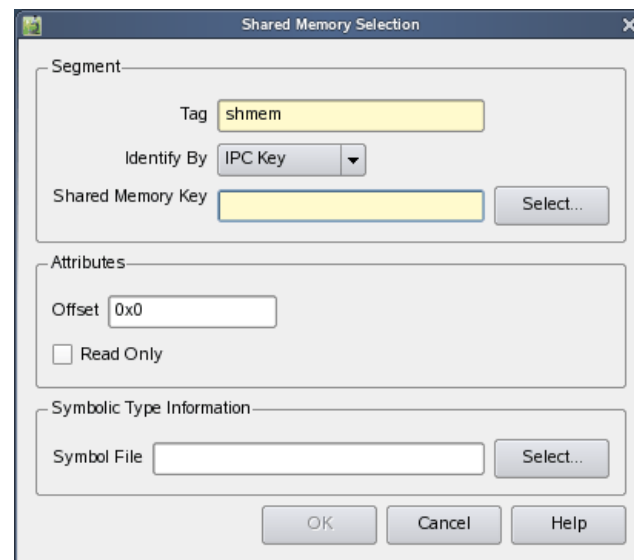 Shared Memory Selection
Segment
Tag shmem
Identify By IPC Key
Shared Memory Key Select...
Attributes
Offset 0x0
Read Only
Symbolic Type Information
Symbol File Select...
OK Cancel Help